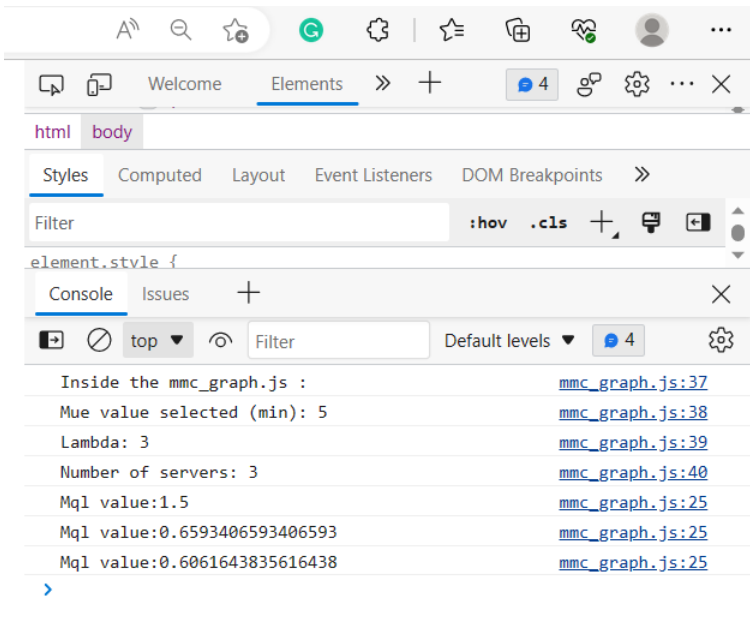 A
G
Welcome Elements 4
html body
Styles Computed Layout Event Listeners DOM Breakpoints
Filter :hov .cls
element.style {
Console Issues
top Filter Default levels 4
Inside the mmc_graph.js : mmc_graph.js:37
Mue value selected (min): 5 mmc_graph.js:38
Lambda: 3 mmc_graph.js:39
Number of servers: 3 mmc_graph.js:40
Mql value:1.5 mmc_graph.js:25
Mql value:0.6593406593406593 mmc_graph.js:25
Mql value:0.6061643835616438 mmc_graph.js:25